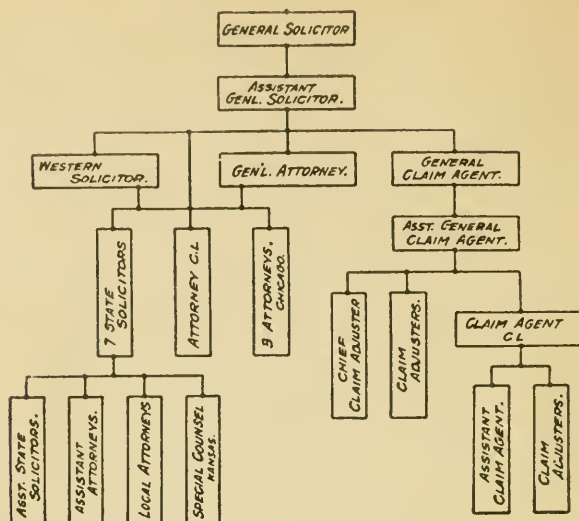 GENERAL SOLICITOR
ASSISTANT
GENL. SOLICITOR.
WESTERN
SOLICITOR.
GEN'L. ATTORNEY.
GENERAL
CLAIM AGENT.
ASST. GENERAL
CLAIM AGENT.
7 STATE
SOLICITORS
ATTORNEY C.L
9 ATTORNEYS.
CHICAGO.
CHIEF
CLAIM ADJUSTER
CLAIM
ADJUSTERS.
CLAIM AGENT
C.L
ASST. STATE
SOLICITORS.
ASSISTANT
ATTORNEYS.
LOCAL ATTORNEYS
SPECIAL COUNSEL
KANSAS.
ASSISTANT
CLAIM AGENT.
CLAIM
ADJUSTERS.